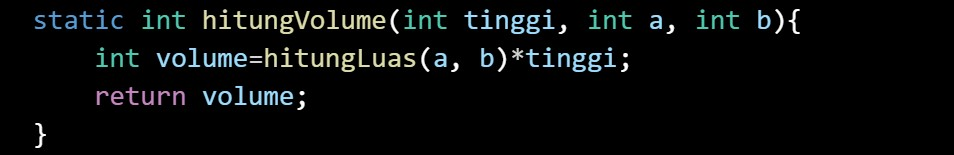 static int hitungVolume(int tinggi, int a, int b){
    int volume=hitungLuas(a, b)*tinggi;
    return volume;
}